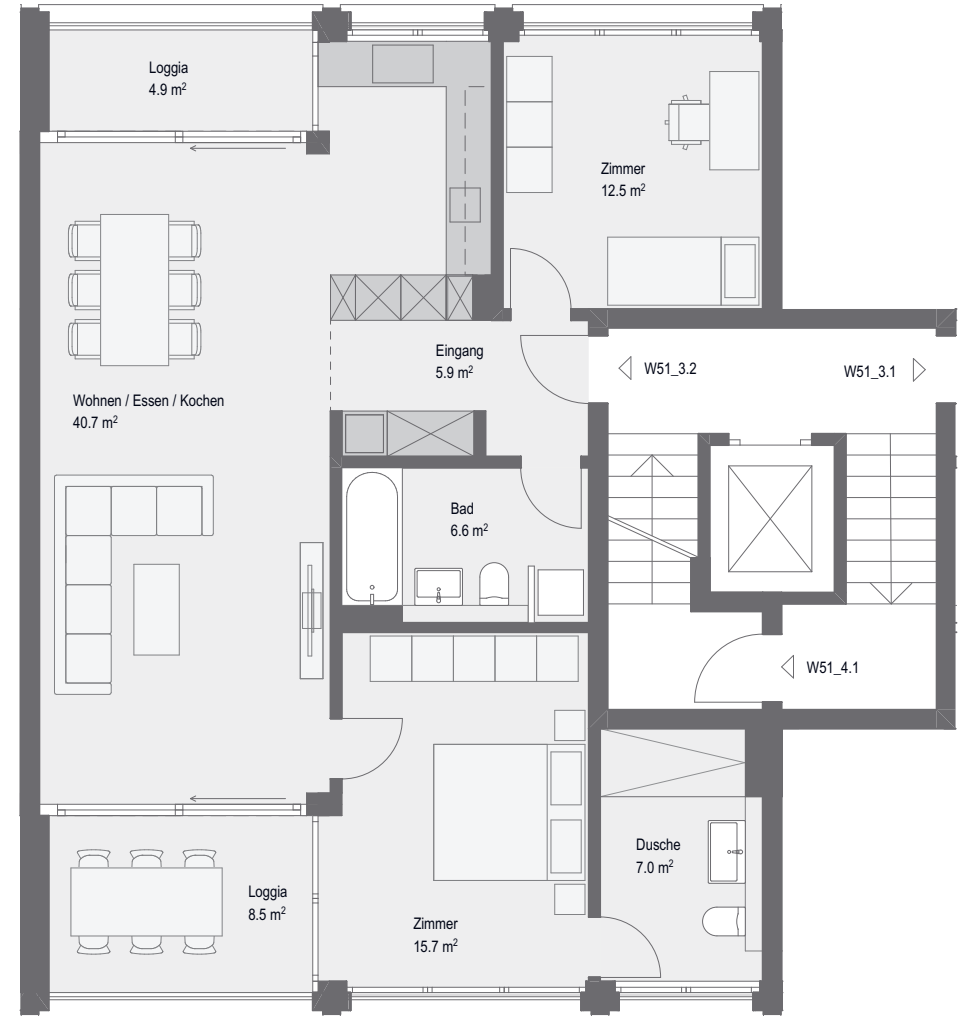 Loggia
4.9 m²
Zimmer
12.5 m²
Eingang
5.9 m²
W51_3.2
W51_3.1
Wohnen / Essen / Kochen
40.7 m²
Bad
6.6 m²
W51_4.1
Dusche
7.0 m²
Loggia
8.5 m²
Zimmer
15.7 m²